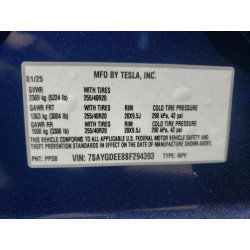 MFD BY TESLA, INC.
01/25
GVWR WITH TIRES
2369 kg (5224 lb) 255/40R20
GAWR FRT WITH TIRES RIM COLD TIRE PRESSURE
1363 kg (3004 lb) 255/40R20 20X9.5J 290 kPa, 42 psi
GAWR RR WITH TIRES RIM COLD TIRE PRESSURE
1500 kg (3306 lb) 255/40R20 20X9.5J 290 kPa, 42 psi
THIS VEHICLE CONFORMS TO ALL APPLICABLE U.S. FEDERAL MOTOR VEHICLE SAFETY
AND THEFT PREVENTION STANDARDS IN EFFECT ON THE DATE OF MANUFACTURE SHOWN ABOVE.
PNT: PPSB VIN: 7SAYGDEE8SF294393 TYPE: MPV